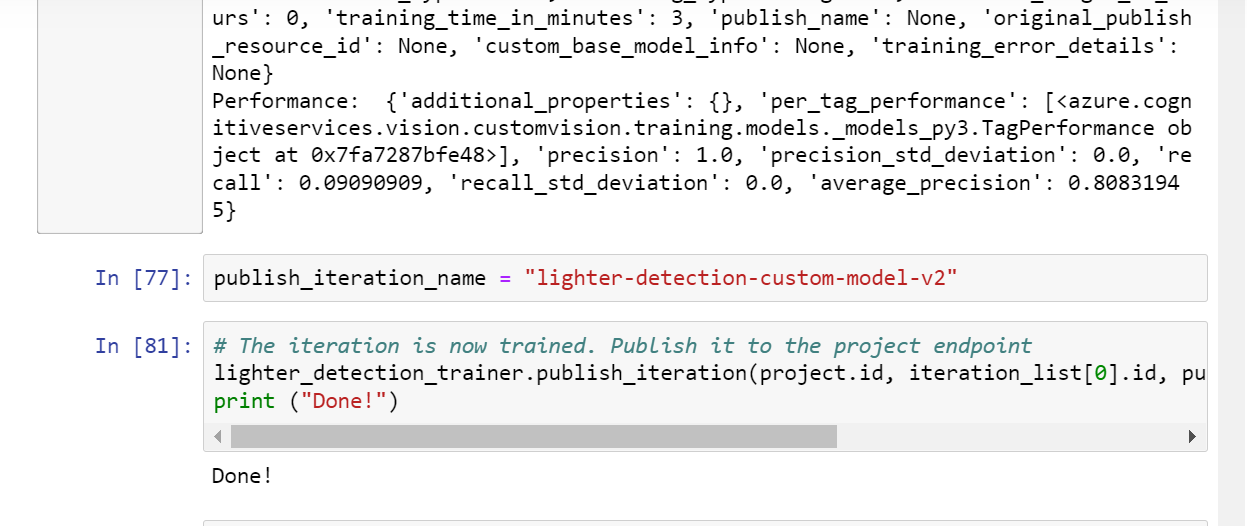 urs': 0, 'training_time_in_minutes': 3, 'publish_name': None, 'original_publish
_resource_id': None, 'custom_base_model_info': None, 'training_error_details':
None}
Performance:  {'additional_properties': {}, 'per_tag_performance': [<azure.cogn
itiveservices.vision.customvision.training.models._models_py3.TagPerformance ob
ject at 0x7fa7287bfe48>], 'precision': 1.0, 'precision_std_deviation': 0.0, 're
call': 0.09090909, 'recall_std_deviation': 0.0, 'average_precision': 0.8083194
5}
In [77]: publish_iteration_name = "lighter-detection-custom-model-v2"
In [81]: # The iteration is now trained. Publish it to the project endpoint
lighter_detection_trainer.publish_iteration(project.id, iteration_list[0].id, pu
print ("Done!")
Done!